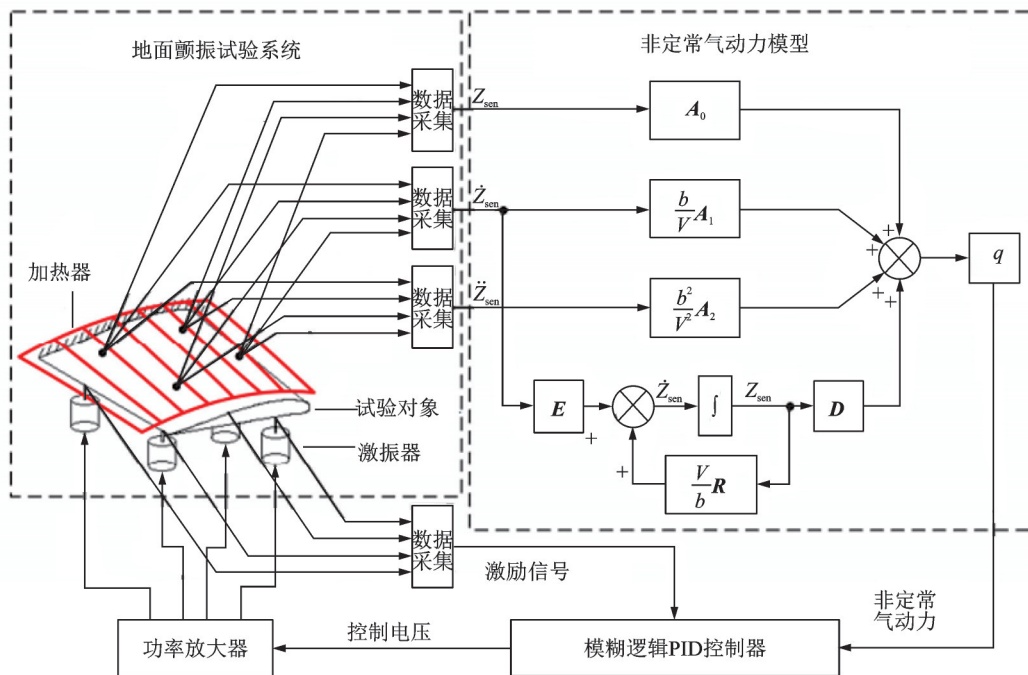 地面颤振试验系统
非定常气动力模型
数据
采集
Z_sen
A_0
数据
采集
Ż_sen
b/V A_1
+
+
q
加热器
数据
采集
Z̈_sen
b²/V² A_2
+
+
试验对象
E
+
Ż_sen
∫
Z_sen
D
激振器
+
V/b R
数据
采集
激励信号
非定常
气动力
功率放大器
控制电压
模糊逻辑PID控制器